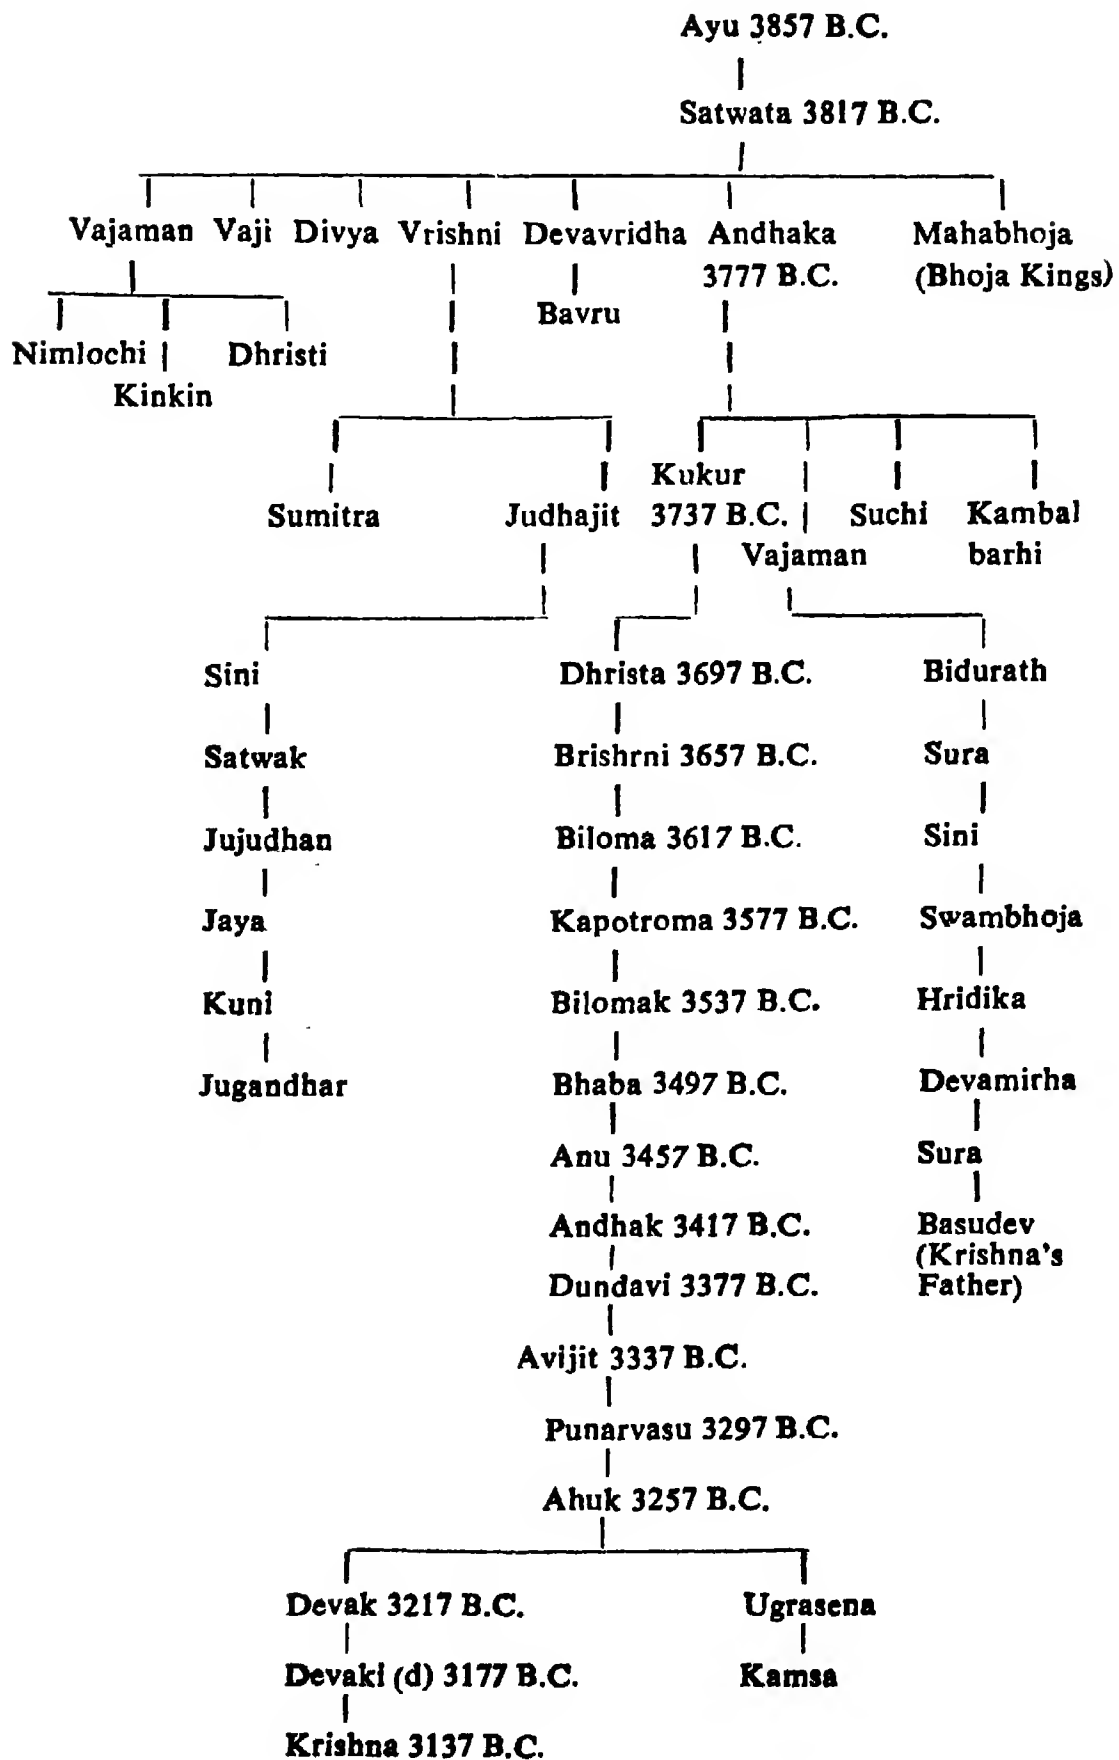 Ayu 3857 B.C.
Satwata 3817 B.C.
Vajaman Vaji Divya Vrishni Devavridha Andhaka Mahabhoja
3777 B.C. (Bhoja Kings)
Bavru
Nimlochi Dhristi
Kinkin
Kukur
Sumitra Judhajit 3737 B.C. Suchi Kambal
Vajaman barhi
Sini Dhrista 3697 B.C. Bidurath
Satwak Brishrni 3657 B.C. Sura
Jujudhan Biloma 3617 B.C. Sini
Jaya Kapotroma 3577 B.C. Swambhoja
Kuni Bilomak 3537 B.C. Hridika
Jugandhar Bhaba 3497 B.C. Devamirha
Anu 3457 B.C. Sura
Andhak 3417 B.C. Basudev
(Krishna's
Dundavi 3377 B.C. Father)
Avijit 3337 B.C.
Punarvasu 3297 B.C.
Ahuk 3257 B.C.
Devak 3217 B.C. Ugrasena
Devaki (d) 3177 B.C. Kamsa
Krishna 3137 B.C.